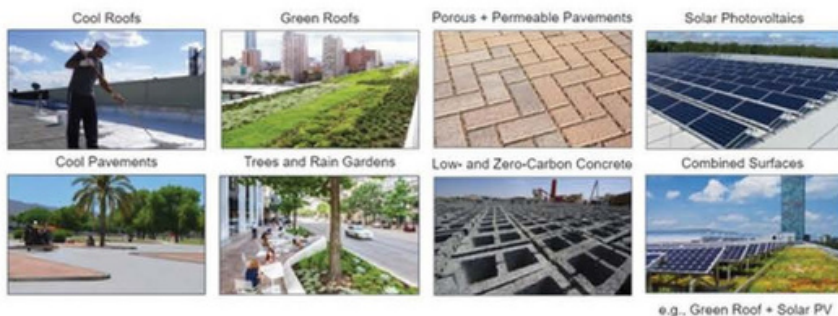 Cool Roofs
Green Roofs
Porous + Permeable Pavements
Solar Photovoltaics
Cool Pavements
Trees and Rain Gardens
Low- and Zero-Carbon Concrete
Combined Surfaces
e.g., Green Roof + Solar PV